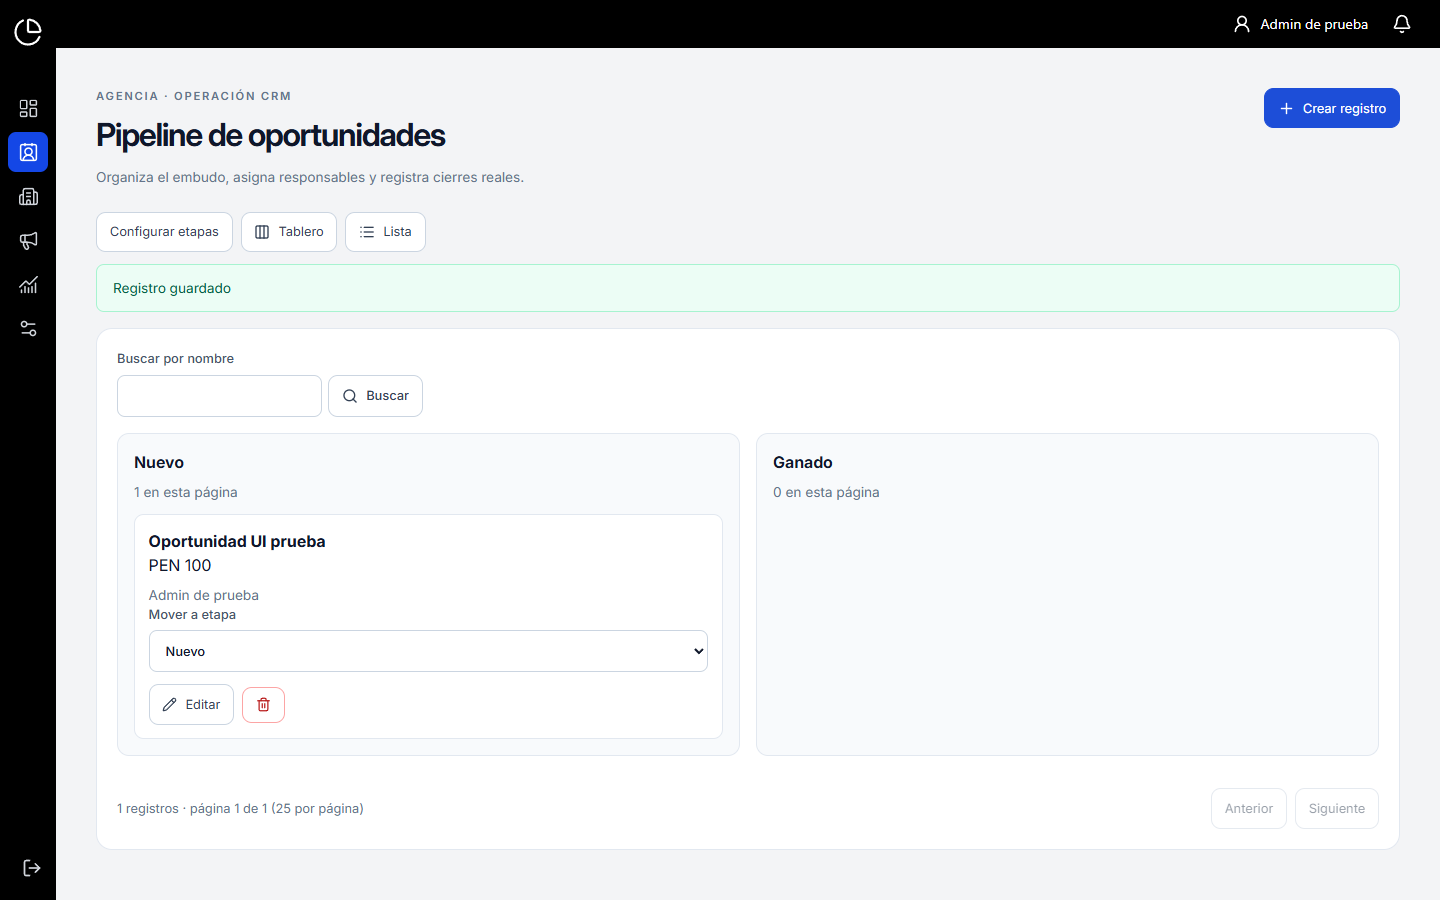 Admin de prueba
AGENCIA · OPERACIÓN CRM
Pipeline de oportunidades
Crear registro
Organiza el embudo, asigna responsables y registra cierres reales.
Configurar etapas
Tablero
Lista
Registro guardado
Buscar por nombre
Buscar
Nuevo
1 en esta página
Oportunidad UI prueba
PEN 100
Admin de prueba
Mover a etapa
Nuevo
Editar
Ganado
0 en esta página
1 registros · página 1 de 1 (25 por página)
Anterior
Siguiente